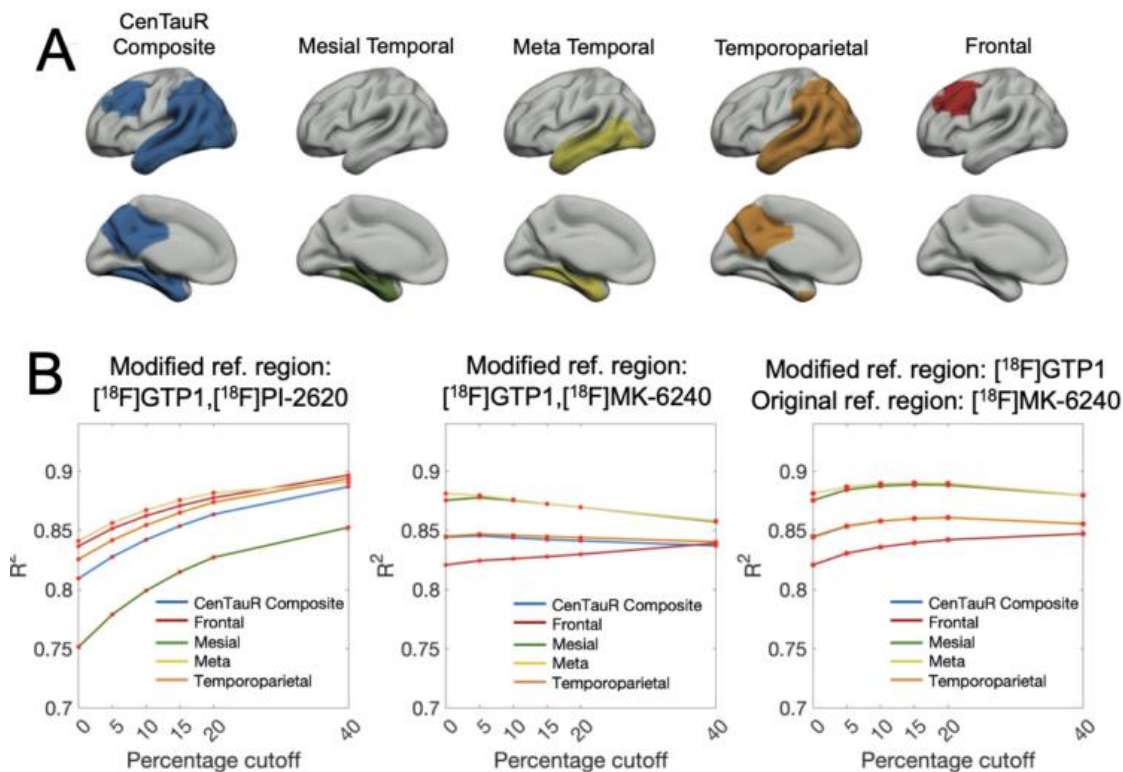 A
CenTauR
Composite
Mesial Temporal
Meta Temporal
Temporoparietal
Frontal
B
Modified ref. region:
[¹⁸F]GTP1,[¹⁸F]PI-2620
R²
0.9
0.85
0.8
0.75
0.7
CenTauR Composite
Frontal
Mesial
Meta
Temporoparietal
0 5 10 15 20 40
Percentage cutoff
Modified ref. region:
[¹⁸F]GTP1,[¹⁸F]MK-6240
R²
0.9
0.85
0.8
0.75
0.7
CenTauR Composite
Frontal
Mesial
Meta
Temporoparietal
0 5 10 15 20 40
Percentage cutoff
Modified ref. region: [¹⁸F]GTP1
Original ref. region: [¹⁸F]MK-6240
R²
0.9
0.85
0.8
0.75
0.7
CenTauR Composite
Frontal
Mesial
Meta
Temporoparietal
0 5 10 15 20 40
Percentage cutoff